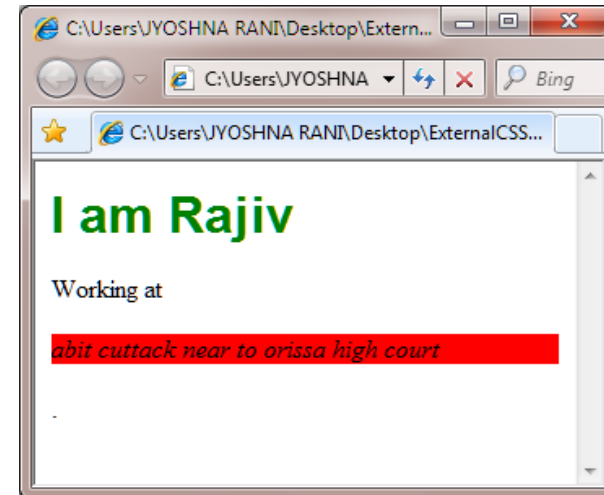 C:\Users\JYOSHNA RANI\Desktop\Extern...
C:\Users\JYOSHNA
Bing
C:\Users\JYOSHNA RANI\Desktop\ExternalCSS...
I am Rajiv
Working at
abit cuttack near to orissa high court
.